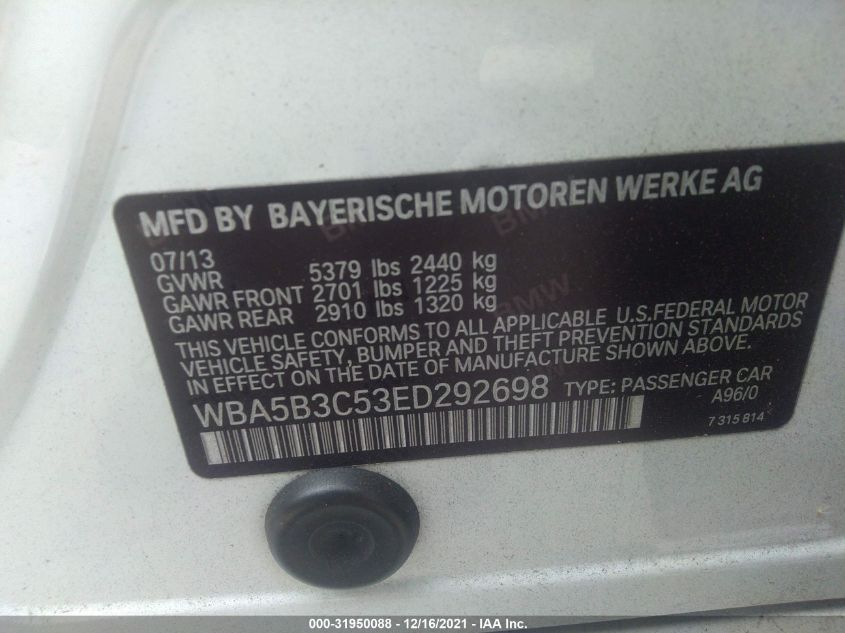 MFD BY BAYERISCHE MOTOREN WERKE AG
07/13
GVWR 5379 lbs 2440 kg
GAWR FRONT 2701 lbs 1225 kg
GAWR REAR 2910 lbs 1320 kg
THIS VEHICLE CONFORMS TO ALL APPLICABLE U.S.FEDERAL MOTOR
VEHICLE SAFETY, BUMPER AND THEFT PREVENTION STANDARDS
IN EFFECT ON THE DATE OF MANUFACTURE SHOWN ABOVE.
WBA5B3C53ED292698 TYPE: PASSENGER CAR
A96/0
7 315 814
BMW
000-31950088 - 12/16/2021 - IAA Inc.